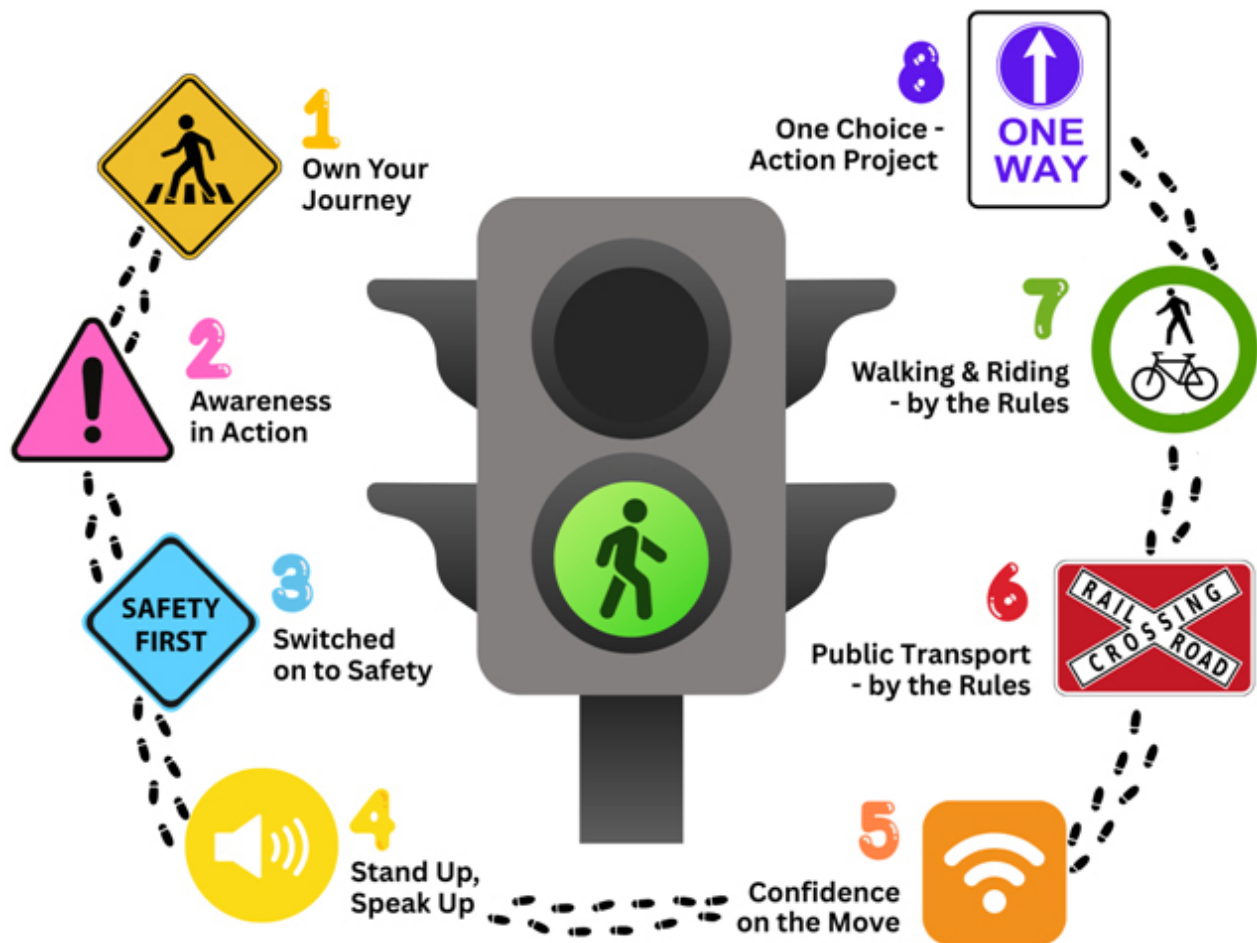 1
Own Your
Journey
2
Awareness
in Action
SAFETY
FIRST
3
Switched
on to Safety
4
Stand Up,
Speak Up
5
Confidence
on the Move
6
Public Transport
- by the Rules
RAIL
ROAD
CROSSING
7
Walking & Riding
- by the Rules
8
One Choice -
Action Project
ONE
WAY